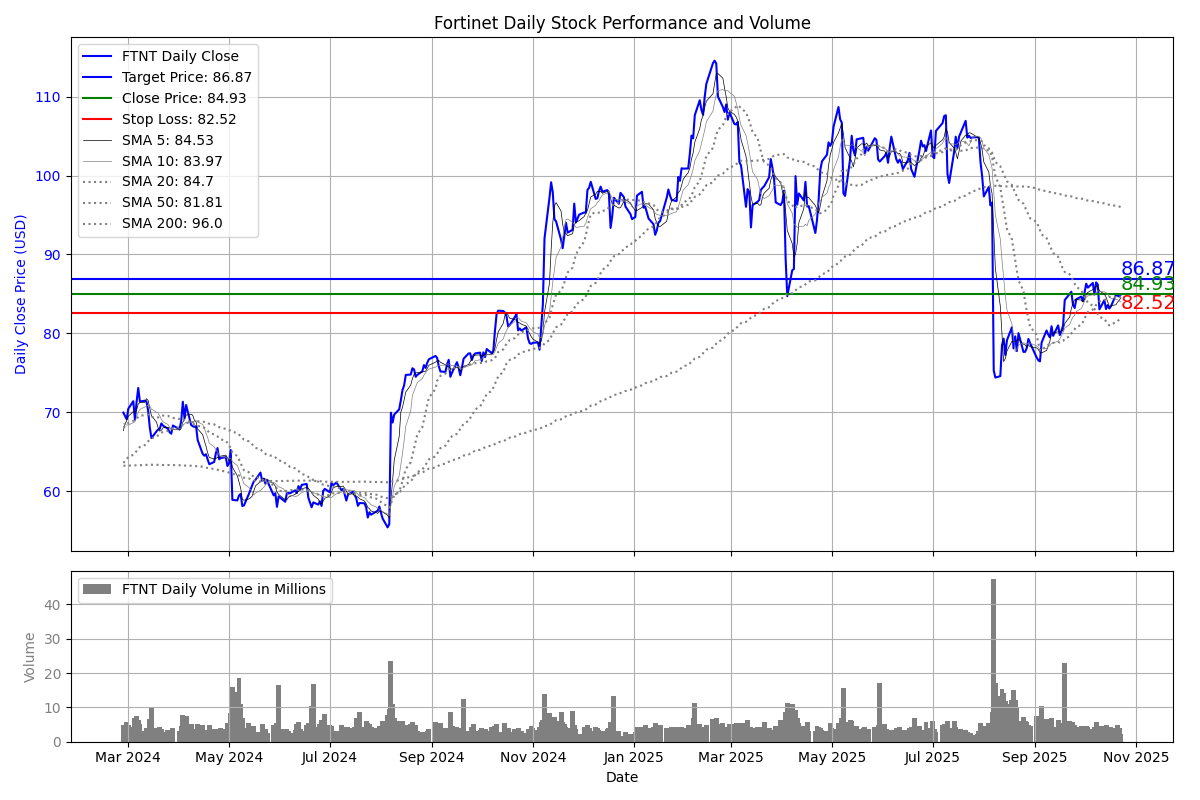 Fortinet Daily Stock Performance and Volume
FTNT Daily Close
Target Price: 86.87
Close Price: 84.93
Stop Loss: 82.52
SMA 5: 84.53
SMA 10: 83.97
SMA 20: 84.7
SMA 50: 81.81
SMA 200: 96.0
Daily Close Price (USD)
110
100
90
80
70
60
86.87
84.93
82.52
FTNT Daily Volume in Millions
Volume
40
30
20
10
0
Mar 2024 May 2024 Jul 2024 Sep 2024 Nov 2024 Jan 2025 Mar 2025 May 2025 Jul 2025 Sep 2025 Nov 2025
Date